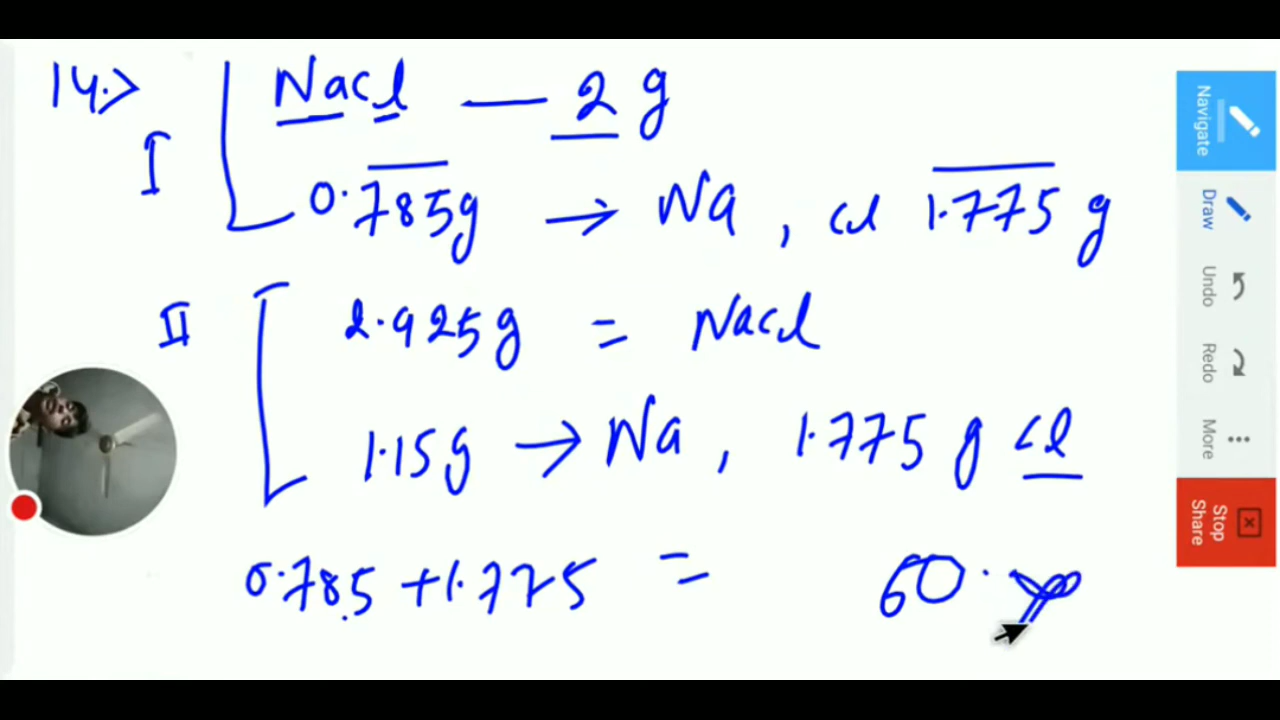 14.> NaCl — 2 g
I 0.785g → Na, Cl 1.775 g
II 2.925g = NaCl
1.15g → Na, 1.775 g Cl
0.785 + 1.775 = 60.
Navigate
Draw
Undo
Redo
More
Stop Share